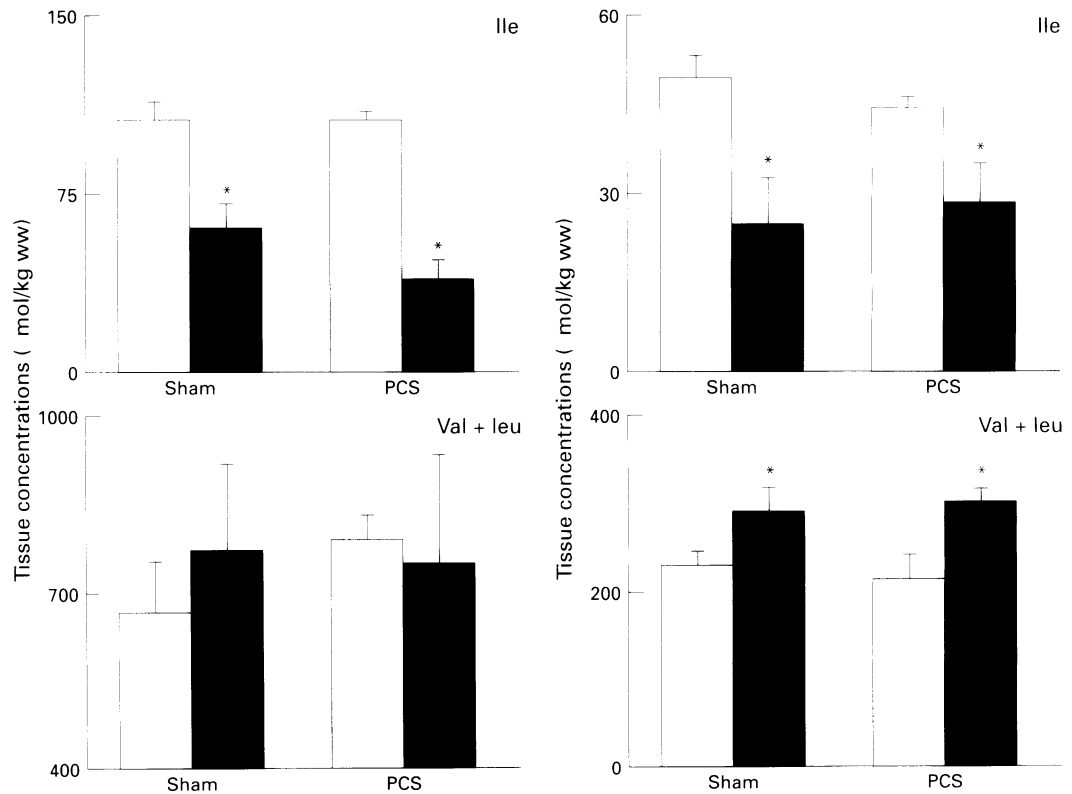 150
Ile
75
0
Sham PCS
Tissue concentrations ( mol/kg ww)
1000
Val + leu
700
400
Sham PCS
60
Ile
*
*
30
0
Sham PCS
Tissue concentrations ( mol/kg ww)
400
Val + leu
*
*
200
0
Sham PCS
*
*